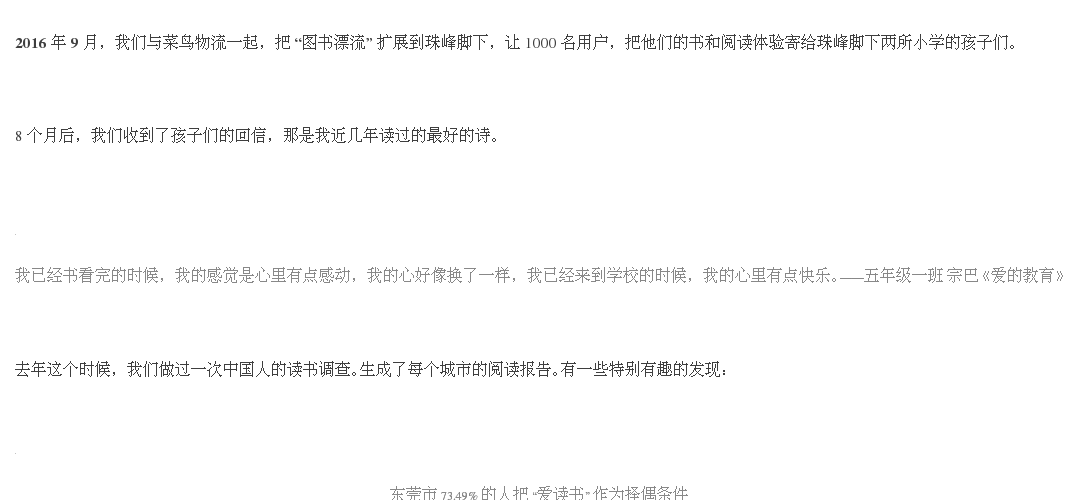 2016 年 9 月，我们与菜鸟物流一起，把 “图书漂流” 扩展到珠峰脚下，让 1000 名用户，把他们的书和阅读体验寄给珠峰脚下两所小学的孩子们。
8 个月后，我们收到了孩子们的回信，那是我近几年读过的最好的诗。
我已经书看完的时候，我的感觉是心里有点感动，我的心好像换了一样，我已经来到学校的时候，我的心里有点快乐。——五年级一班 宗巴《爱的教育》
去年这个时候，我们做过一次中国人的读书调查。生成了每个城市的阅读报告。有一些特别有趣的发现：
东莞市 73.49% 的人把 “爱读书” 作为择偶条件